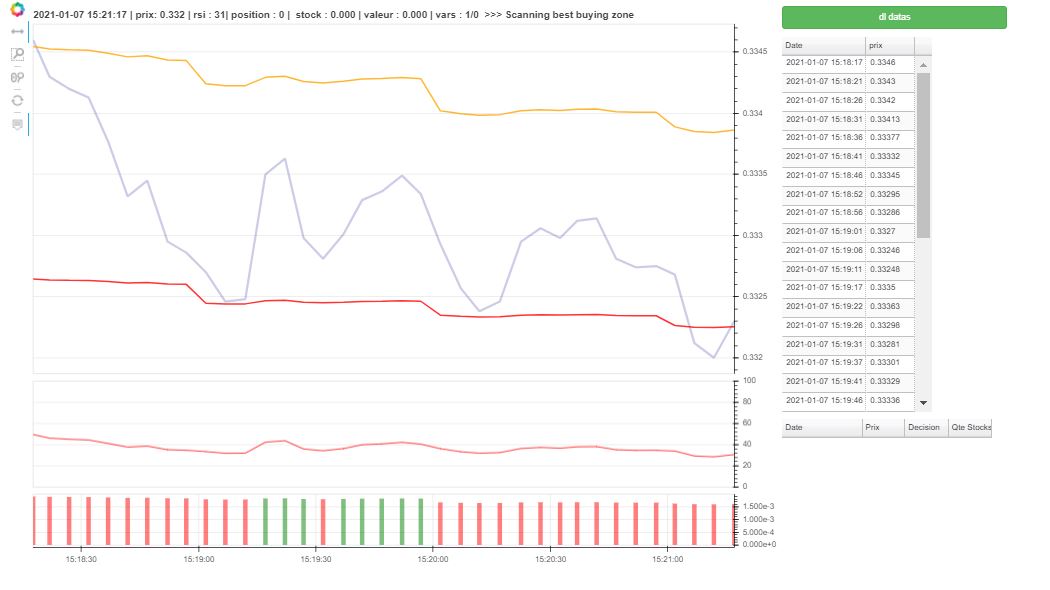 2021-01-07 15:21:17 | prix: 0.332 | rsi : 31| position : 0 | stock : 0.000 | valeur : 0.000 | vars : 1/0 >>> Scanning best buying zone
0.3345
0.334
0.3335
0.333
0.3325
0.332
100
80
60
40
20
0
1.500e-3
1.000e-3
5.000e-4
0.000e+0
15:18:30 15:19:00 15:19:30 15:20:00 15:20:30 15:21:00
dl datas
Date prix
2021-01-07 15:18:17 0.3346
2021-01-07 15:18:21 0.3343
2021-01-07 15:18:26 0.3342
2021-01-07 15:18:31 0.33413
2021-01-07 15:18:36 0.33377
2021-01-07 15:18:41 0.33332
2021-01-07 15:18:46 0.33345
2021-01-07 15:18:52 0.33295
2021-01-07 15:18:56 0.33286
2021-01-07 15:19:01 0.3327
2021-01-07 15:19:06 0.33246
2021-01-07 15:19:11 0.33248
2021-01-07 15:19:17 0.3335
2021-01-07 15:19:22 0.33363
2021-01-07 15:19:26 0.33298
2021-01-07 15:19:31 0.33281
2021-01-07 15:19:37 0.33301
2021-01-07 15:19:41 0.33329
2021-01-07 15:19:46 0.33336
Date Prix Decision Qte Stocks